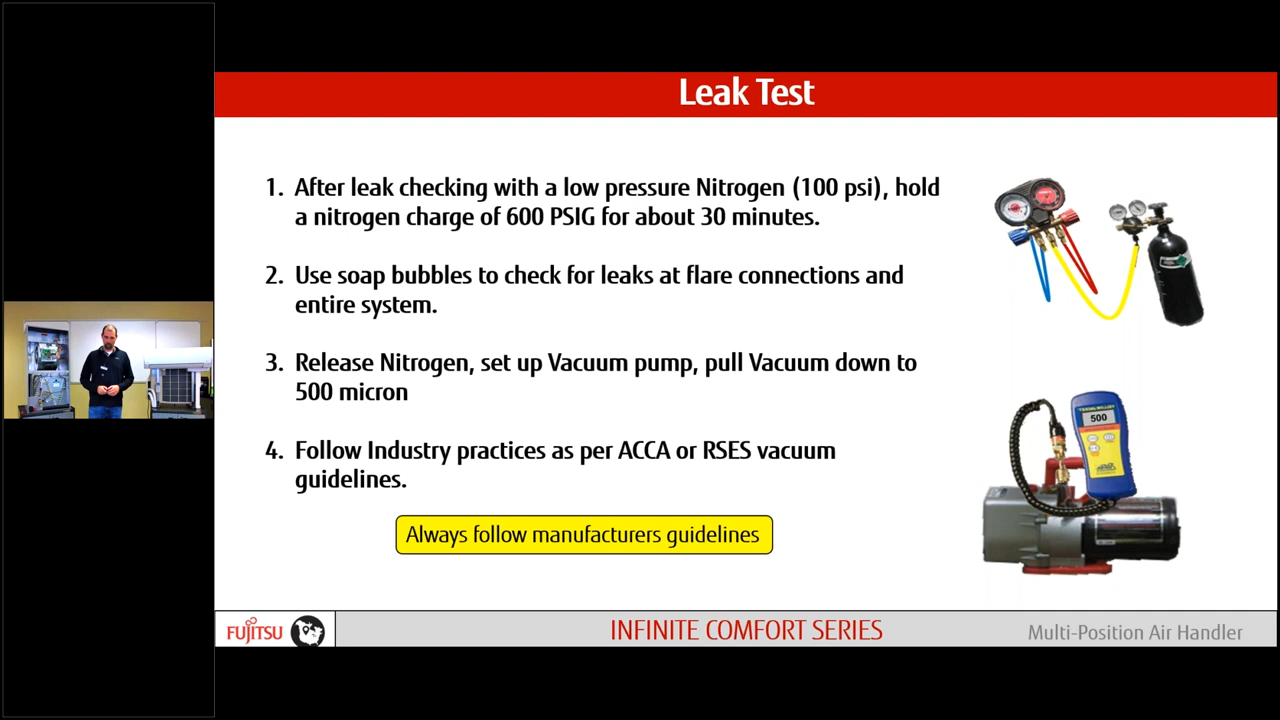 Leak Test
1. After leak checking with a low pressure Nitrogen (100 psi), hold
a nitrogen charge of 600 PSIG for about 30 minutes.
2. Use soap bubbles to check for leaks at flare connections and
entire system.
3. Release Nitrogen, set up Vacuum pump, pull Vacuum down to
500 micron
4. Follow Industry practices as per ACCA or RSES vacuum
guidelines.
500
Always follow manufacturers guidelines
FUJITSU
INFINITE COMFORT SERIES
Multi-Position Air Handler